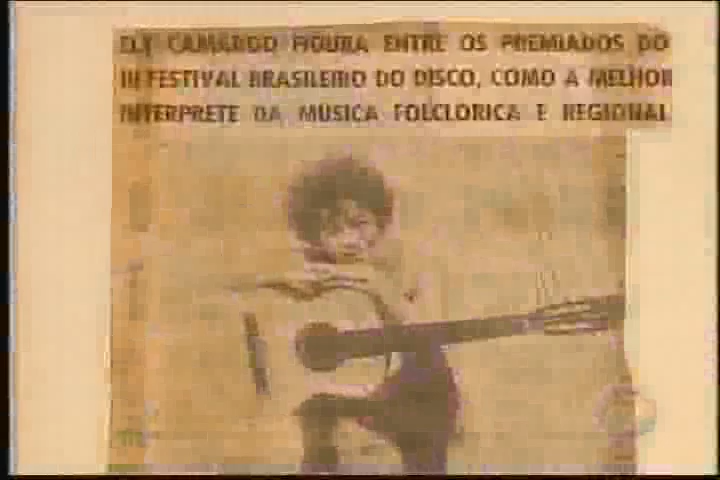 ELY CAMARGO FIGURA ENTRE OS PREMIADOS DO
III FESTIVAL BRASILEIRO DO DISCO, COMO A MELHOR
INTERPRETE DA MUSICA FOLCLORICA E REGIONAL